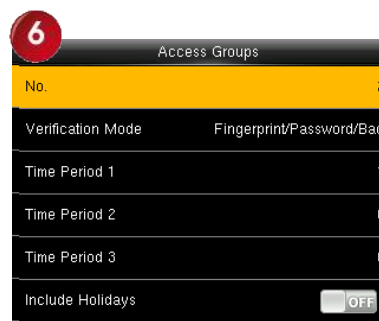 6
Access Groups
No.
Verification Mode Fingerprint/Password/
Time Period 1
Time Period 2
Time Period 3
Include Holidays OFF